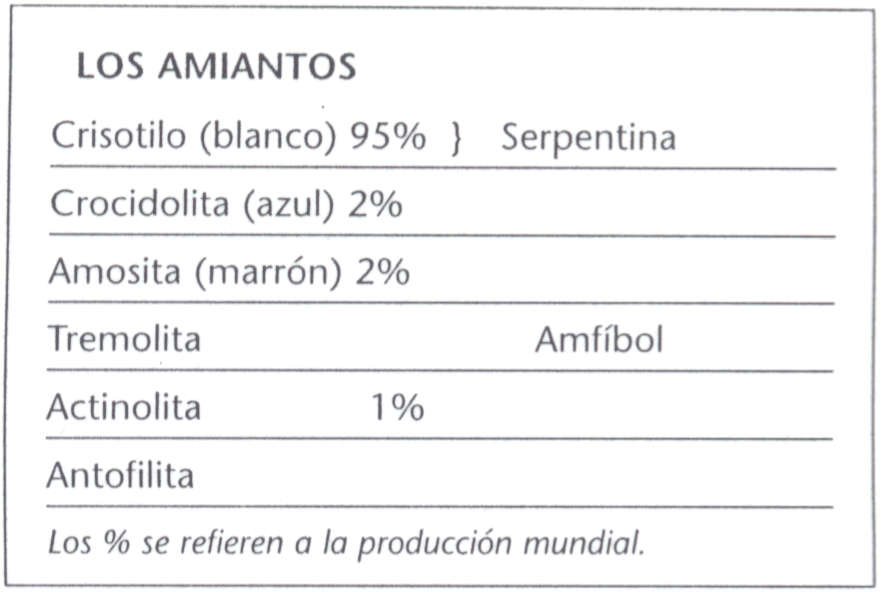 LOS AMIANTOS
Crisotilo (blanco) 95% } Serpentina
Crocidolita (azul) 2%
Amosita (marrón) 2%
Tremolita Amfíbol
Actinolita 1%
Antofilita
Los % se refieren a la producción mundial.